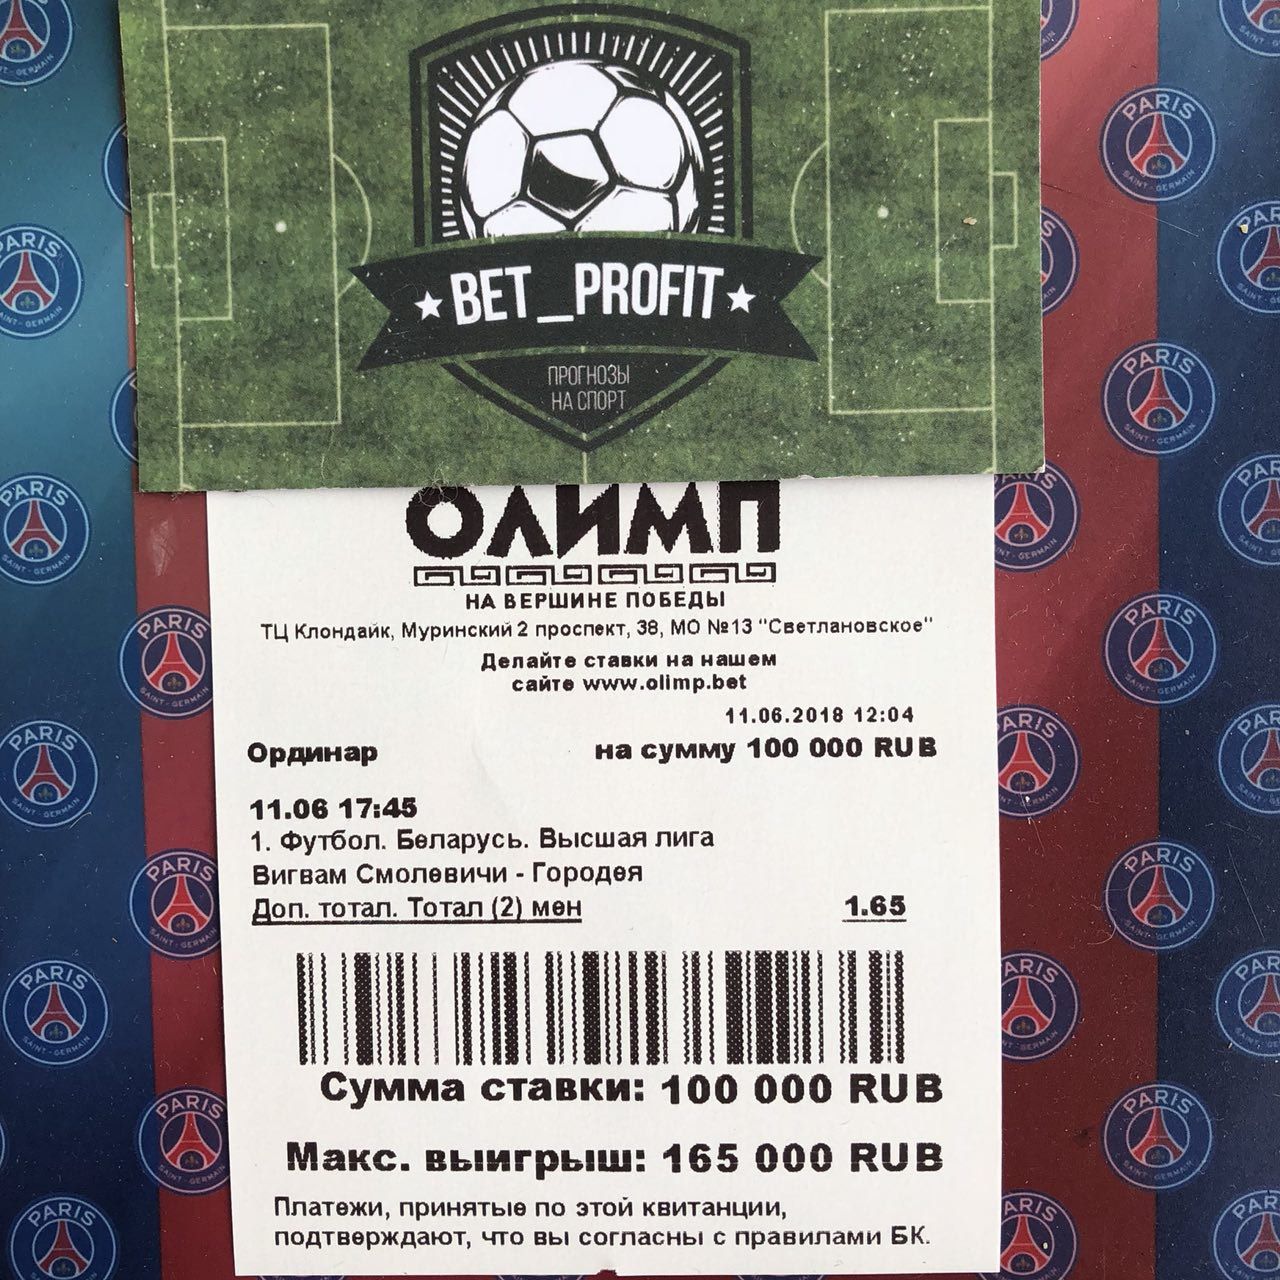 BET_PROFIT
ПРОГНОЗЫ
НА СПОРТ
ОЛИМП
НА ВЕРШИНЕ ПОБЕДЫ
ТЦ Клондайк, Муринский 2 проспект, 38, МО №13 "Светлановское"
Делайте ставки на нашем
сайте www.olimp.bet
11.06.2018 12:04
Ординар на сумму 100 000 RUB
11.06 17:45
1. Футбол. Беларусь. Высшая лига
Вигвам Смолевичи - Городея
Доп. тотал. Тотал (2) мен 1.65
Сумма ставки: 100 000 RUB
Макс. выигрыш: 165 000 RUB
Платежи, принятые по этой квитанции,
подтверждают, что вы согласны с правилами БК.
PARIS
SAINT-GERMAIN